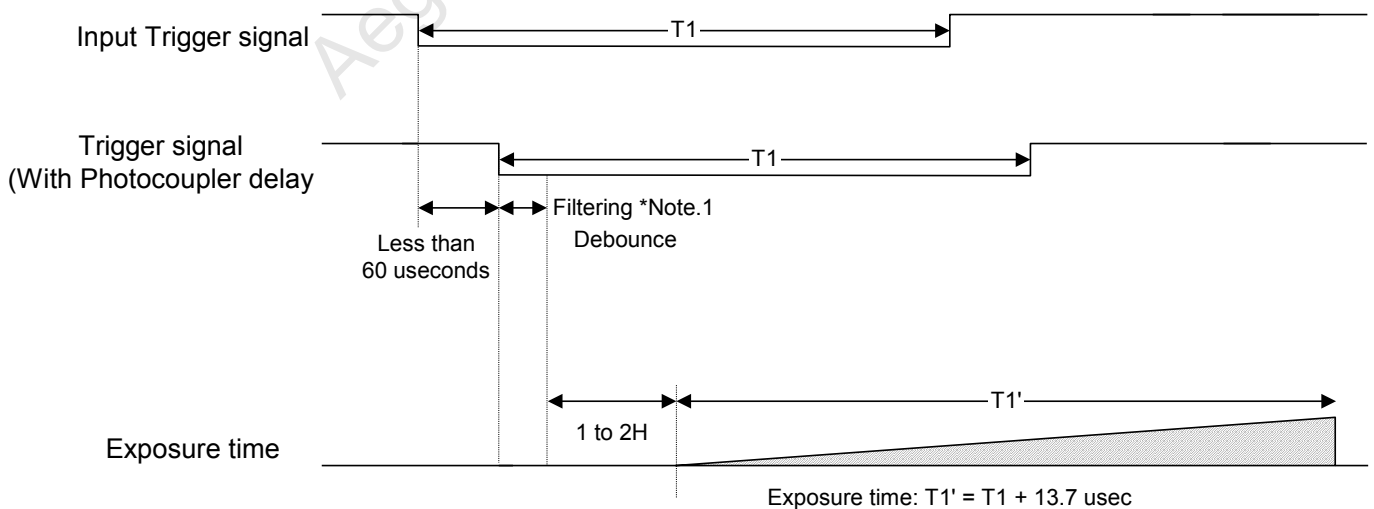 Aeg
Input Trigger signal
T1
Trigger signal
(With Photocoupler delay
T1
Filtering *Note.1
Debounce
Less than
60 useconds
T1'
1 to 2H
Exposure time
Exposure time: T1' = T1 + 13.7 usec